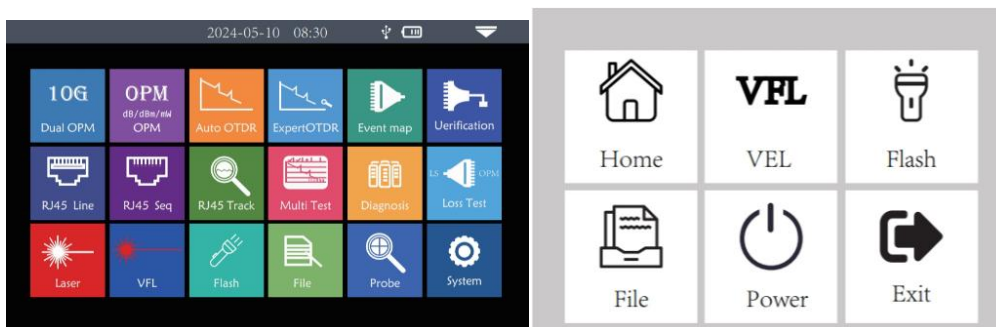 2024-05-10 08:30
10G
Dual OPM
OPM
dB/dBm/mW
OPM
Auto OTDR
ExpertOTDR
Event map
Uerification
RJ45 Line
RJ45 Seq
RJ45 Track
Multi Test
Diagnosis
LS OPM
Loss Test
Laser
VFL
Flash
File
Probe
System
Home
VFL
VEL
Flash
File
Power
Exit